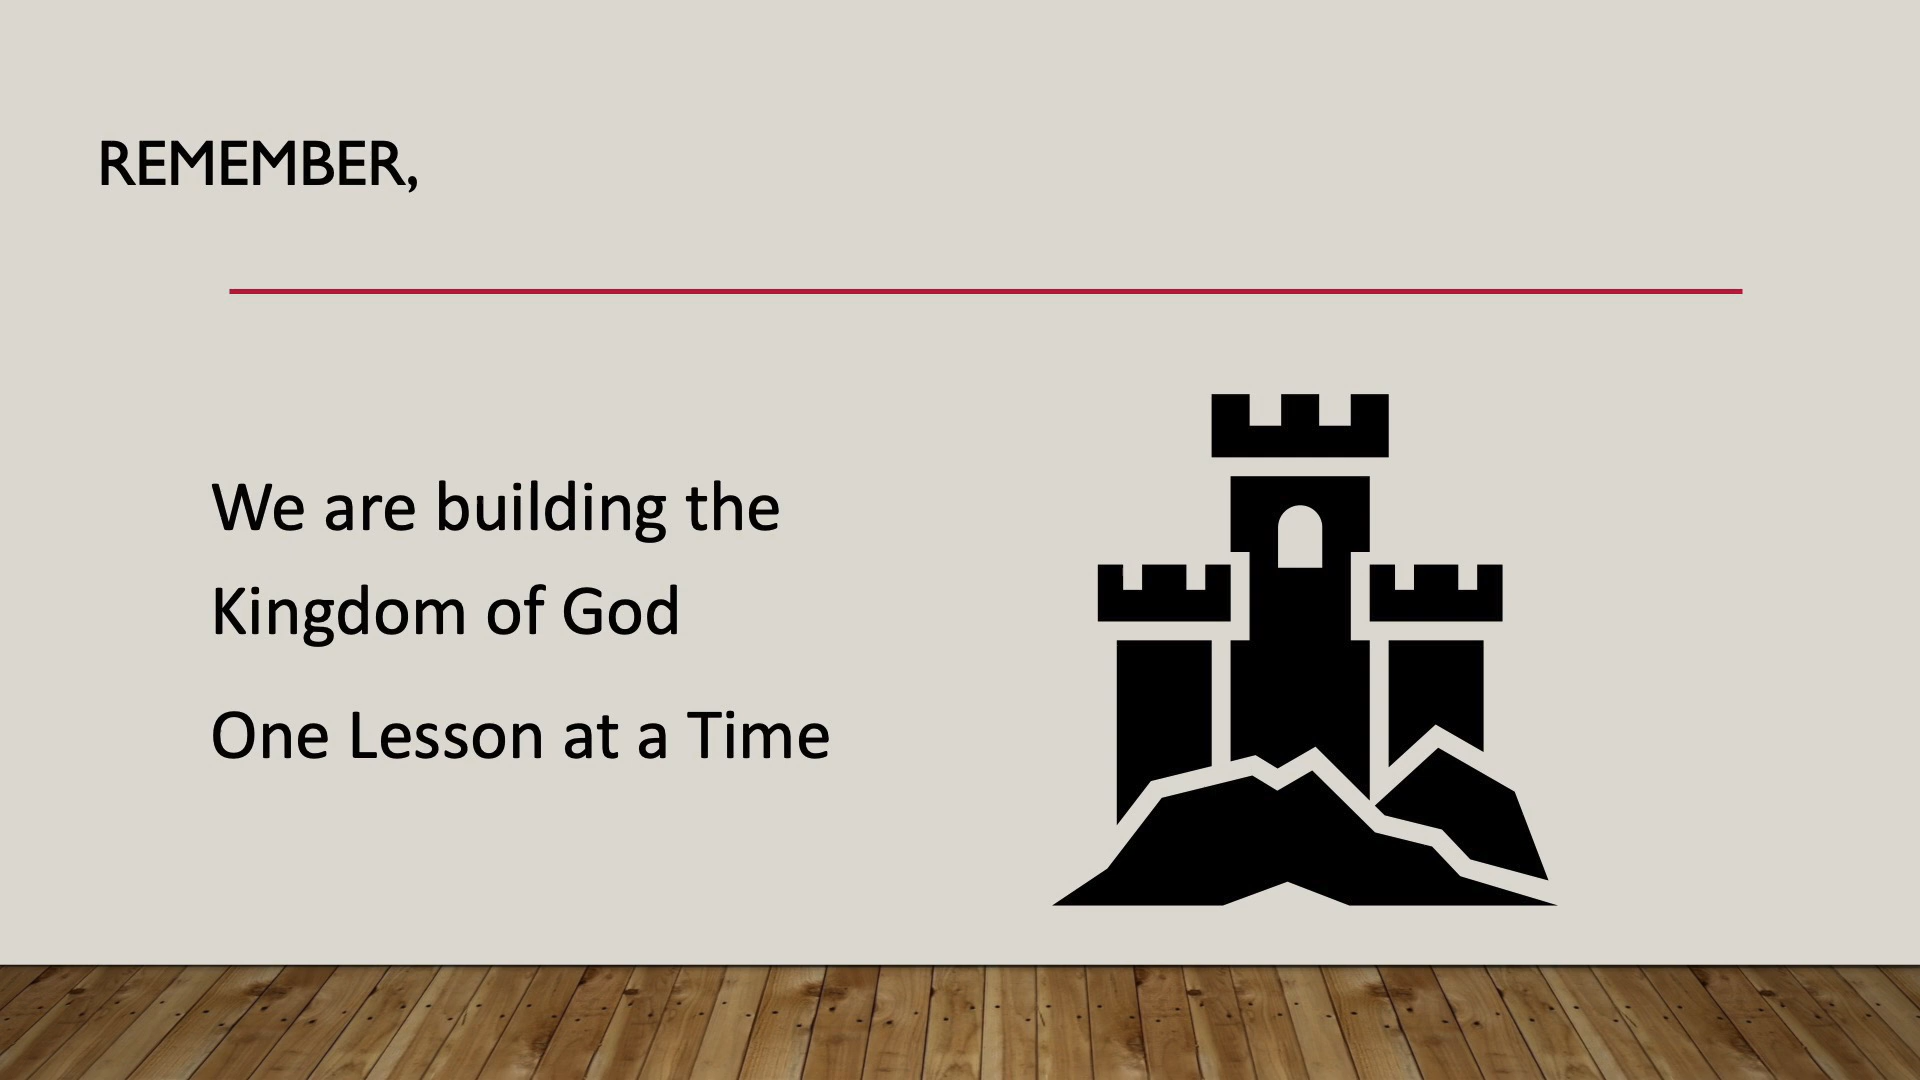 REMEMBER,
We are building the
Kingdom of God
One Lesson at a Time